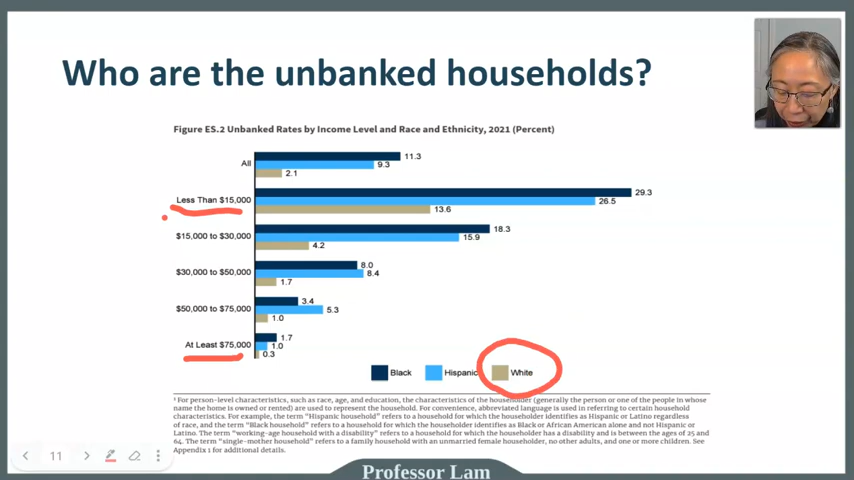 Who are the unbanked households?
Figure ES.2 Unbanked Rates by Income Level and Race and Ethnicity, 2021 (Percent)
All
11.3
9.3
2.1
Less Than $15,000
29.3
26.5
13.6
$15,000 to $30,000
18.3
15.9
4.2
$30,000 to $50,000
8.0
8.4
1.7
$50,000 to $75,000
3.4
5.3
1.0
At Least $75,000
1.7
1.0
0.3
Black Hispanic White
¹ For person-level characteristics, such as race, age, and education, the characteristics of the householder (generally the person or one of the people in whose
name the home is owned or rented) are used to represent the household. For convenience, abbreviated language is used in referring to certain household
characteristics. For example, the term "Hispanic household" refers to a household for which the householder identifies as Hispanic or Latino regardless
of race, and the term "Black household" refers to a household for which the householder identifies as Black or African American alone and not Hispanic or
Latino. The term "working-age household with a disability" refers to a household for which the householder has a disability and is between the ages of 25 and
64. The term "single-mother household" refers to a family household with an unmarried female householder, no other adults, and one or more children. See
Appendix 1 for additional details.
11
Professor Lam